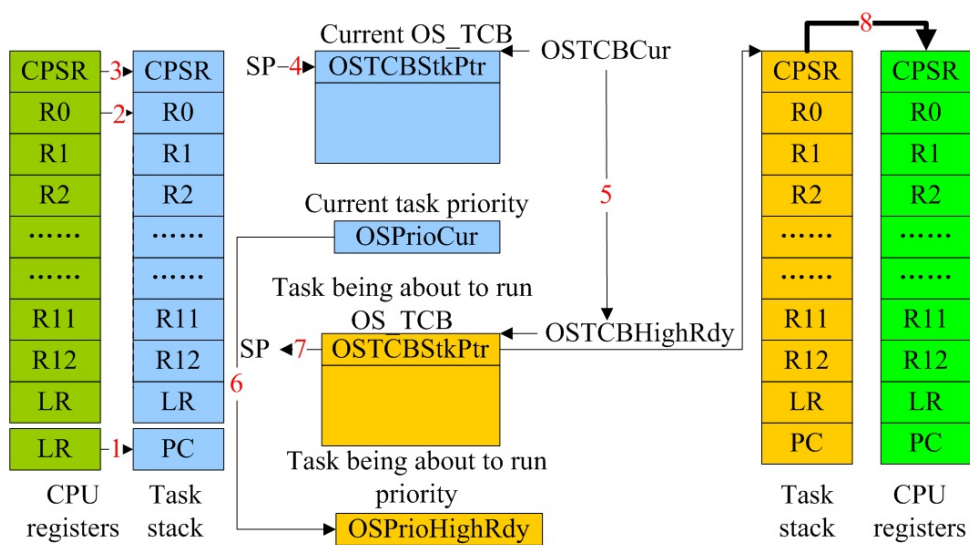 8
Current OS_TCB
OSTCBCur
CPSR
3
CPSR
SP
4
OSTCBStkPtr
CPSR
CPSR
R0
2
R0
R0
R0
R1
R1
R1
R1
R2
R2
R2
R2
5
Current task priority
......
......
OSPrioCur
......
......
......
......
......
......
Task being about to run
OS_TCB
R11
R11
OSTCBHighRdy
R11
R11
R12
R12
SP
7
OSTCBStkPtr
R12
R12
6
LR
LR
LR
LR
LR
1
PC
PC
PC
Task being about to run
priority
CPU
registers
Task
stack
OSPrioHighRdy
Task
stack
CPU
registers